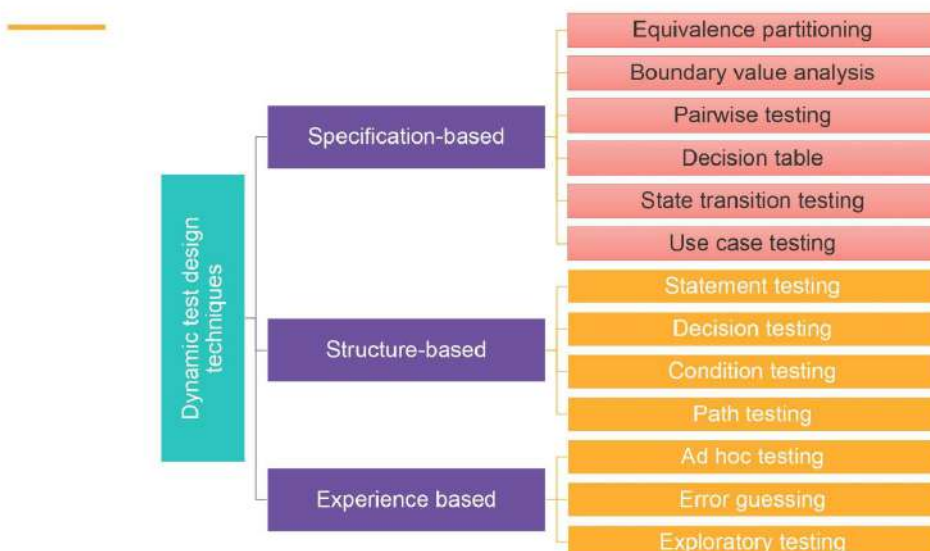 Dynamic test design
techniques
Specification-based
Equivalence partitioning
Boundary value analysis
Pairwise testing
Decision table
State transition testing
Use case testing
Structure-based
Statement testing
Decision testing
Condition testing
Path testing
Experience based
Ad hoc testing
Error guessing
Exploratory testing